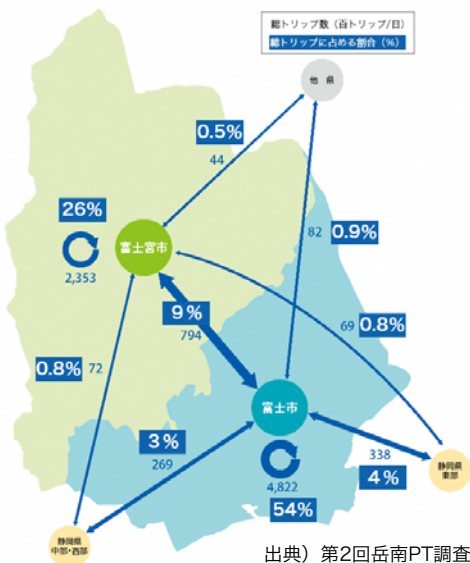 総トリップ数（百トリップ/日）
総トリップに占める割合（%）
他 県
0.5%
44
26%
富士宮市
2,353
82 0.9%
9%
794
69 0.8%
0.8% 72
富士市
3%
269
338
4%
静岡県
東部
4,822
54%
静岡県
中部・西部
出典）第2回岳南PT調査